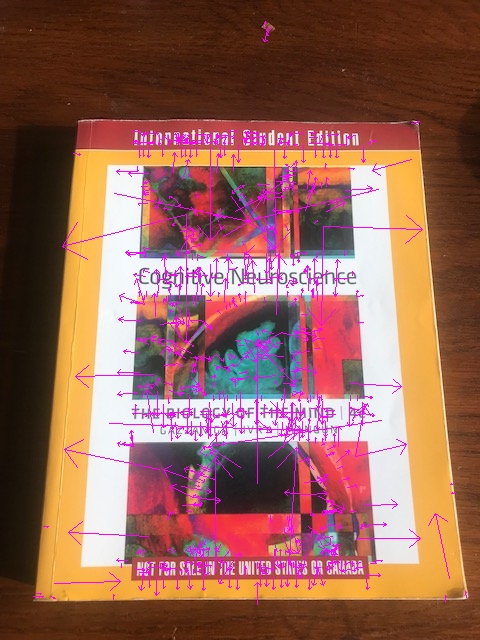 International Student Edition
Cognitive Neuroscience
THE BIOLOGY OF THE MIND
NOT FOR SALE IN THE UNITED STATES OR CANADA